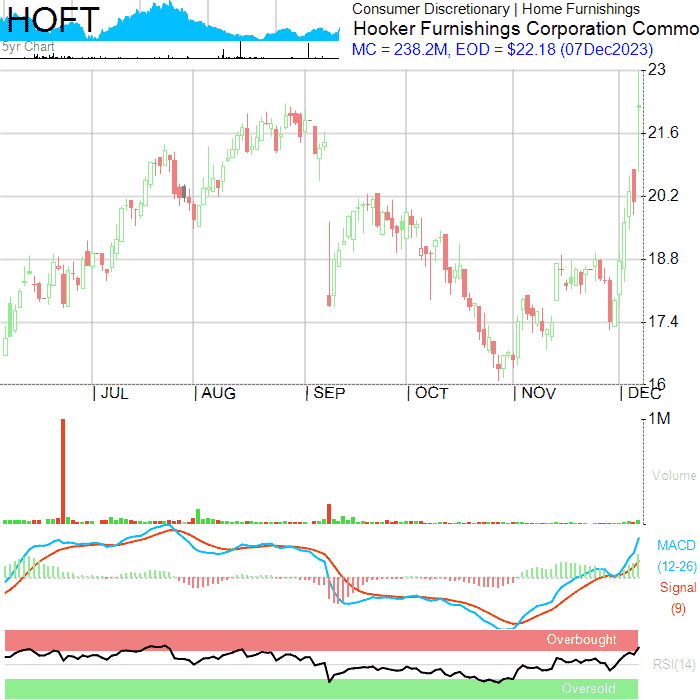 HOFT
5yr Chart
Consumer Discretionary | Home Furnishings
Hooker Furnishings Corporation Commo
MC = 238.2M, EOD = $22.18 (07Dec2023)
23
21.6
20.2
18.8
17.4
16
JUL AUG SEP OCT NOV DEC
1M
Volume
MACD
(12-26)
Signal
(9)
Overbought
RSI(14)
Oversold